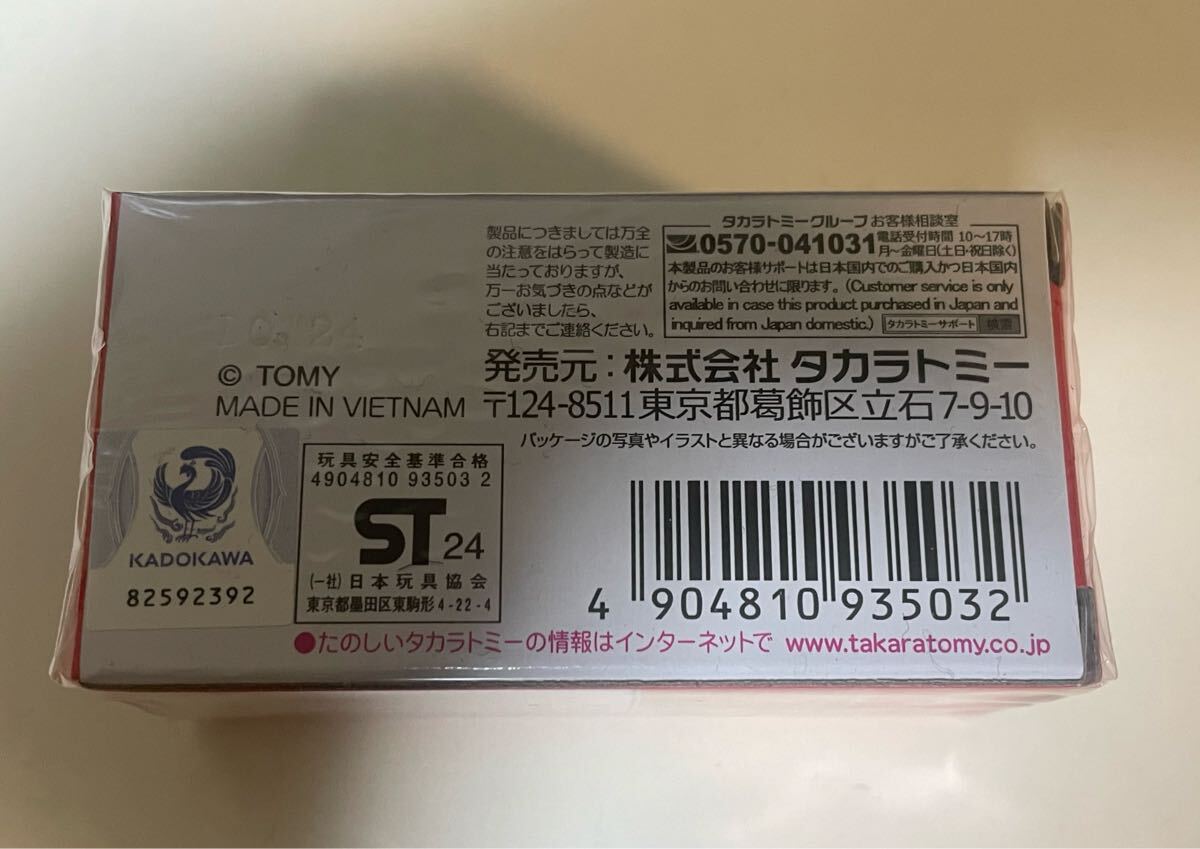 製品につきましては万全
の注意をはらって製造に
当たっておりますが、
万一お気づきの点などが
ございましたら、
右記までご連絡ください。
タカラトミーグループお客様相談室
0570-041031 電話受付時間 10〜17時
月〜金曜日(土日・祝日除く)
本製品のお客様サポートは日本国内でのご購入かつ日本国内
からのお問い合わせに限ります。(Customer service is only
available in case this product purchased in Japan and
inquired from Japan domestic.) タカラトミーサポート 検索
© TOMY
MADE IN VIETNAM
発売元：株式会社 タカラトミー
〒124-8511 東京都葛飾区立石7-9-10
パッケージの写真やイラストと異なる場合がございますがご了承ください。
KADOKAWA
82592392
玩具安全基準合格
4904810 93503 2
ST 24
(一社)日本玩具協会
東京都墨田区東駒形4-22-4
4 904810 935032
●たのしいタカラトミーの情報はインターネットで www.takaratomy.co.jp